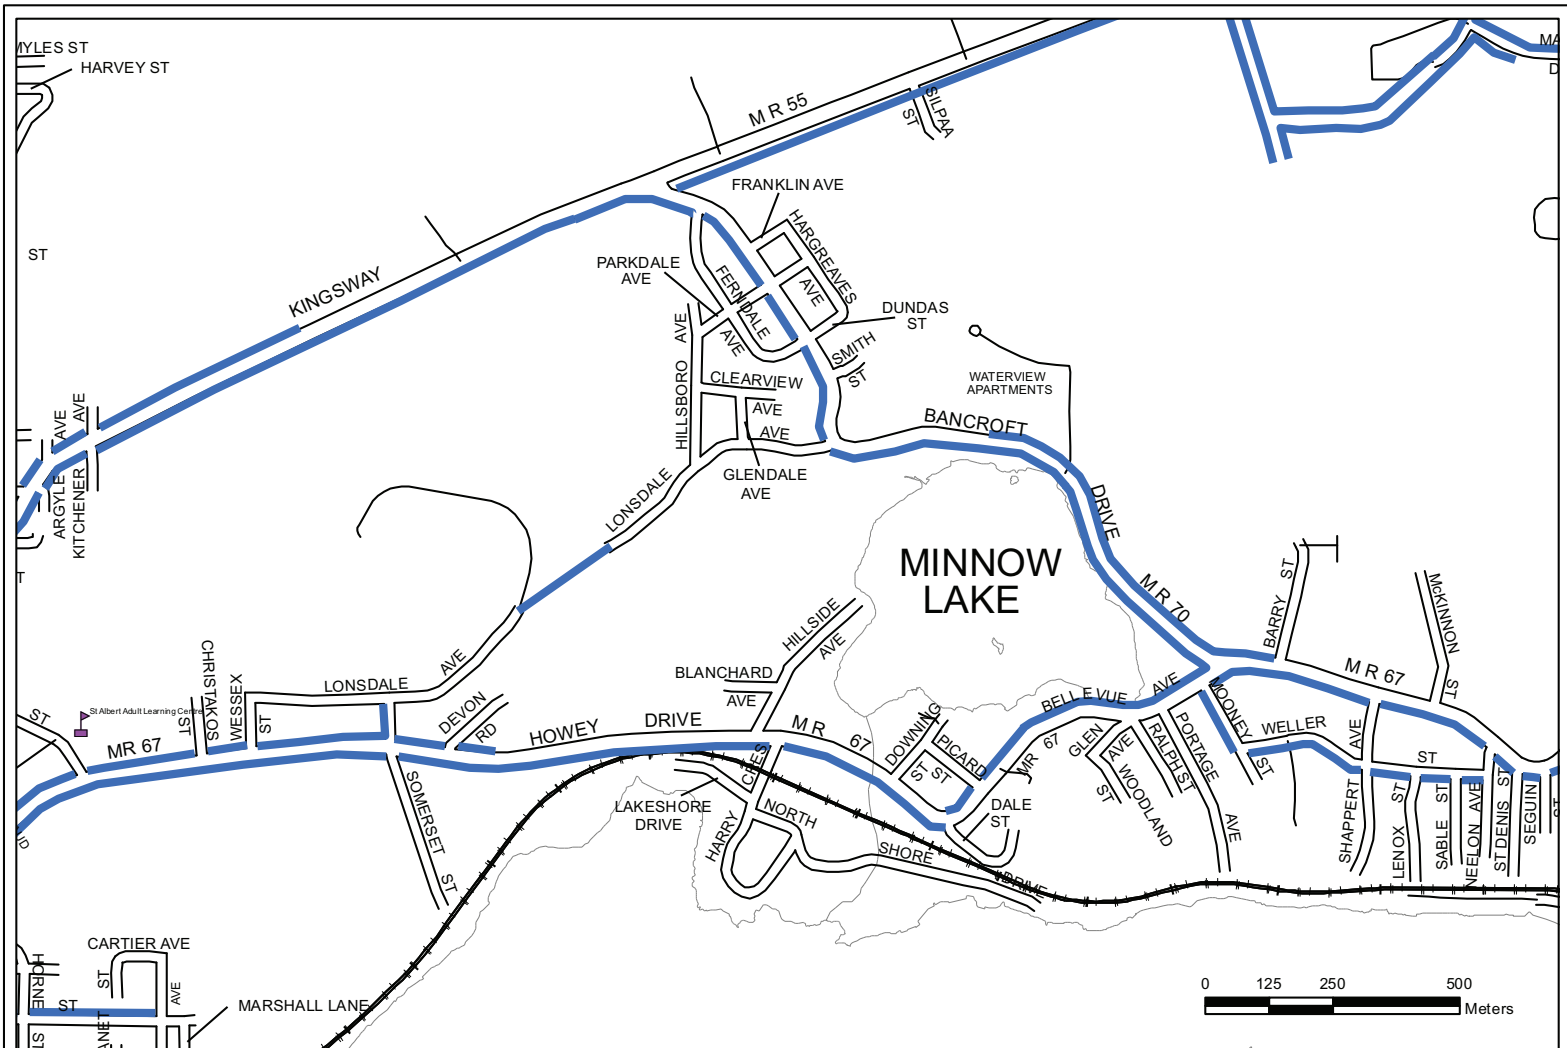 MYLES ST
HARVEY ST
MA
D
M R 55
SILPAA
ST
FRANKLIN AVE
HARGREAVES
AVE
ST
PARKDALE
AVE
FERNDALE
AVE
KINGSWAY
DUNDAS
ST
SMITH
ST
HILLSBORO AVE
CLEARVIEW
AVE
AVE
WATERVIEW
APARTMENTS
BANCROFT
DRIVE
ARGYLE AVE
KITCHENER AVE
GLENDALE
AVE
LONSDALE
MINNOW
LAKE
M R 70
T
BARRY ST
McKINNON
ST
HILLSIDE
AVE
BLANCHARD
AVE
CHRISTAKOS
ST
WESSEX
ST
LONSDALE
AVE
DEVON
RD
M R 67
BELLEVUE AVE
MOONEY
ST
St Albert Adult Learning Centre
ST
MR 67
HOWEY DRIVE
M R 67
DOWNING
ST
PICARD
ST
MR 67
GLEN
AVE
WOODLAND
ST
RALPH ST
PORTAGE
AVE
WELLER
ST
AVE
SHAPPERT
LENOX ST
SABLE ST
NEELON AVE
ST DENIS ST
SEGUIN
ST
SOMERSET ST
LAKESHORE
DRIVE
HARRY
CRES
NORTH
SHORE
DRIVE
DALE
ST
CARTIER AVE
HORNE
ST
ST
ST
AVE
ANET
MARSHALL LANE
0 125 250 500
Meters